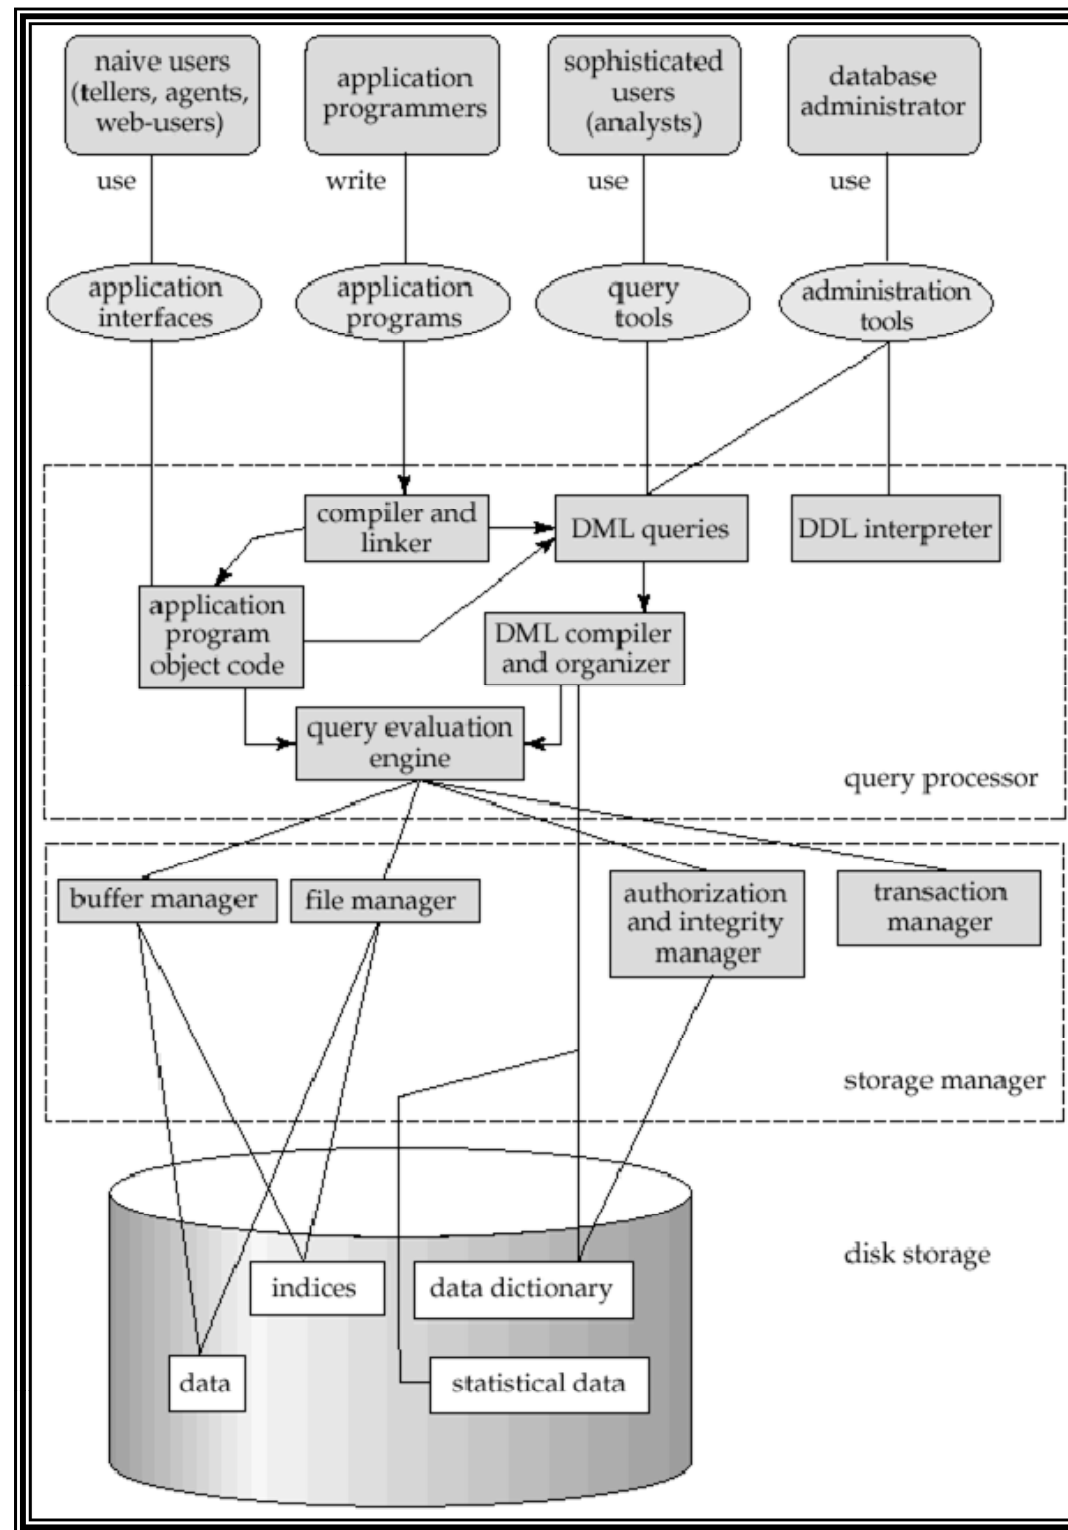 naive users
(tellers, agents,
web-users)
application
programmers
sophisticated
users
(analysts)
database
administrator
use
write
use
use
application
interfaces
application
programs
query
tools
administration
tools
compiler and
linker
DML queries
DDL interpreter
application
program
object code
DML compiler
and organizer
query evaluation
engine
query processor
buffer manager
file manager
authorization
and integrity
manager
transaction
manager
storage manager
disk storage
indices
data dictionary
data
statistical data